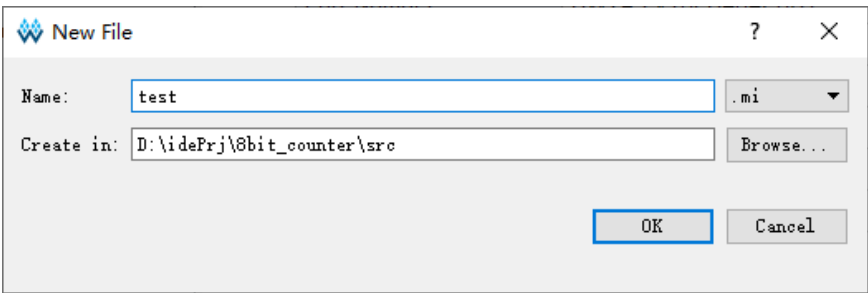 New File
?
Name: test .mi
Create in: D:\idePrj\8bit_counter\src Browse...
OK Cancel